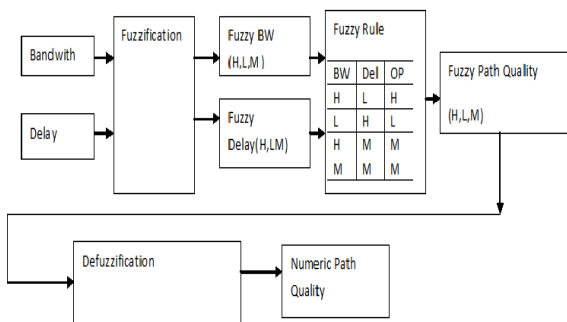 Bandwith
Delay
Fuzzification
Fuzzy BW
(H,L,M )
Fuzzy
Delay(H,LM)
Fuzzy Rule
BW Del OP
H L H
L H L
H M M
M M M
Fuzzy Path Quality
(H,L,M)
Defuzzification
Numeric Path
Quality